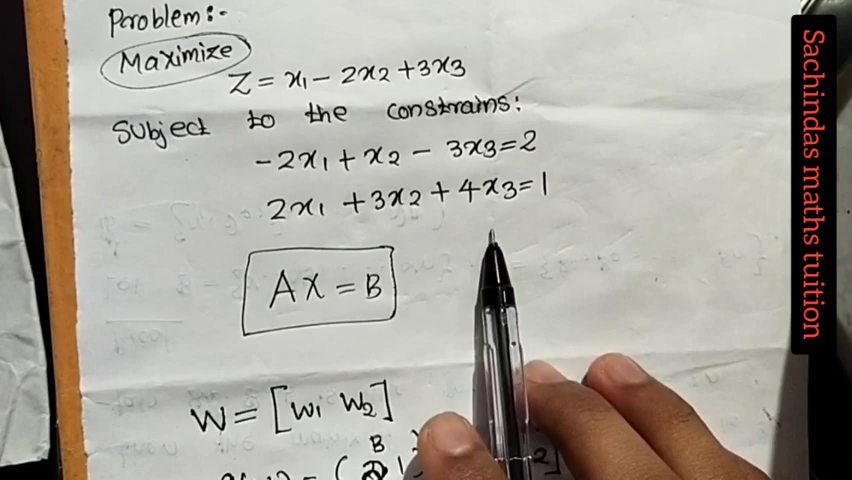 Problem:-
Maximize
Z = x1 - 2x2 + 3x3
Subject to the constrains:
-2x1 + x2 - 3x3 = 2
2x1 + 3x2 + 4x3 = 1
AX = B
W = [W1 W2]
B
Sachindas maths tuition